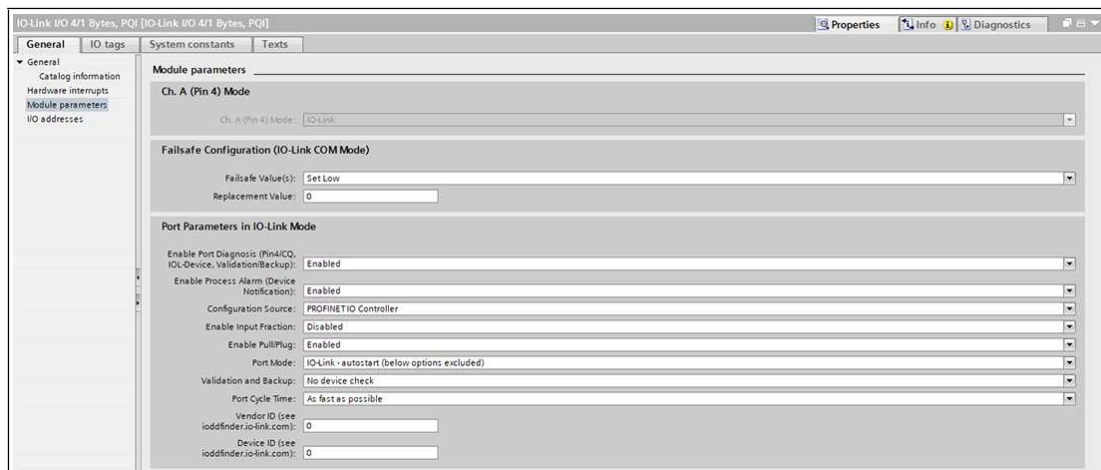 IO-Link I/O 4/1 Bytes, PQI [IO-Link I/O 4/1 Bytes, PQI]
Properties
Info
Diagnostics
General
IO tags
System constants
Texts
General
Catalog information
Hardware interrupts
Module parameters
I/O addresses
Module parameters
Ch. A (Pin 4) Mode
Ch. A (Pin 4) Mode: IO-Link
Failsafe Configuration (IO-Link COM Mode)
Failsafe Value(s): Set Low
Replacement Value: 0
Port Parameters in IO-Link Mode
Enable Port Diagnosis (Pin4/CQ,
IOL-Device, Validation/Backup): Enabled
Enable Process Alarm (Device
Notification): Enabled
Configuration Source: PROFINET IO Controller
Enable Input Fraction: Disabled
Enable Pull/Plug: Enabled
Port Mode: IO-Link - autostart (below options excluded)
Validation and Backup: No device check
Port Cycle Time: As fast as possible
Vendor ID (see
ioddfinder.io-link.com): 0
Device ID (see
ioddfinder.io-link.com): 0